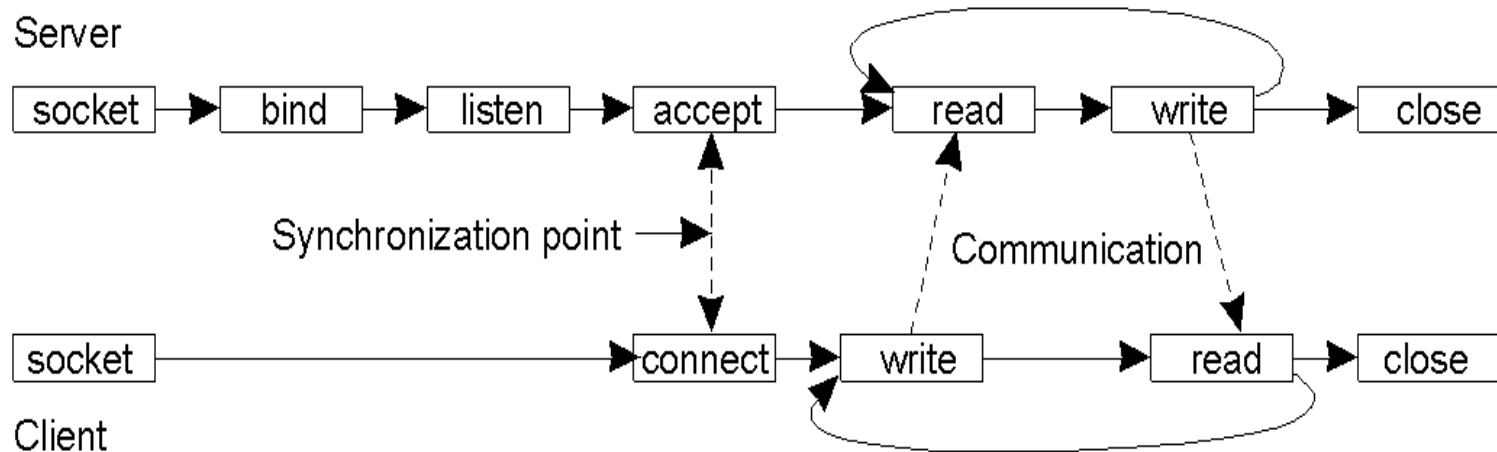 Server
socket bind listen accept read write close
Synchronization point
Communication
socket connect write read close
Client